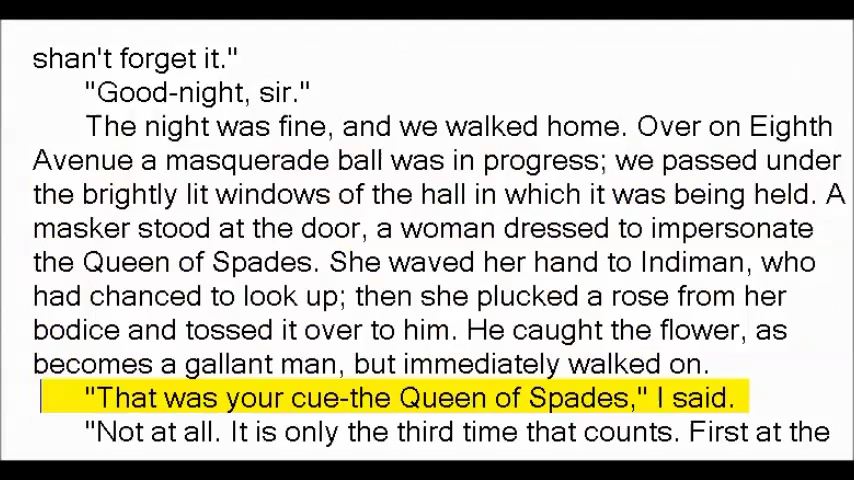 shan't forget it."
"Good-night, sir."
The night was fine, and we walked home. Over on Eighth
Avenue a masquerade ball was in progress; we passed under
the brightly lit windows of the hall in which it was being held. A
masker stood at the door, a woman dressed to impersonate
the Queen of Spades. She waved her hand to Indiman, who
had chanced to look up; then she plucked a rose from her
bodice and tossed it over to him. He caught the flower, as
becomes a gallant man, but immediately walked on.
"That was your cue-the Queen of Spades," I said.
"Not at all. It is only the third time that counts. First at the